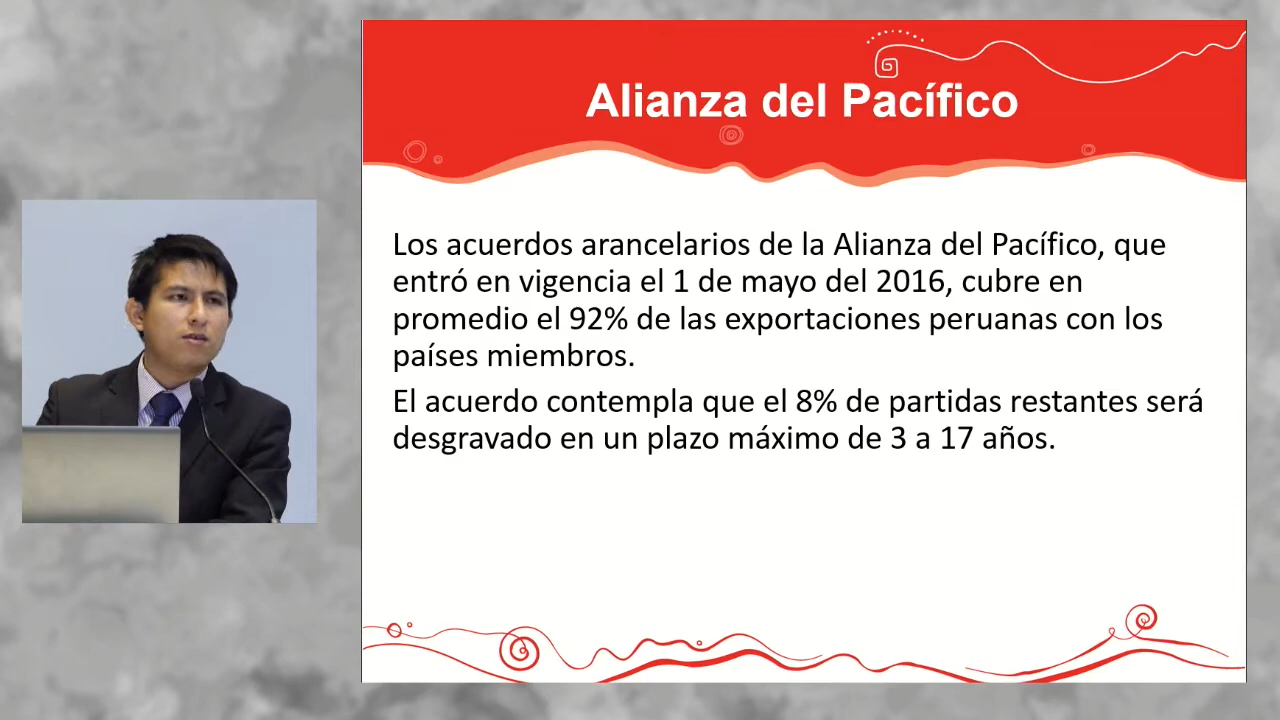 Alianza del Pacífico
Los acuerdos arancelarios de la Alianza del Pacífico, que
entró en vigencia el 1 de mayo del 2016, cubre en
promedio el 92% de las exportaciones peruanas con los
países miembros.
El acuerdo contempla que el 8% de partidas restantes será
desgravado en un plazo máximo de 3 a 17 años.